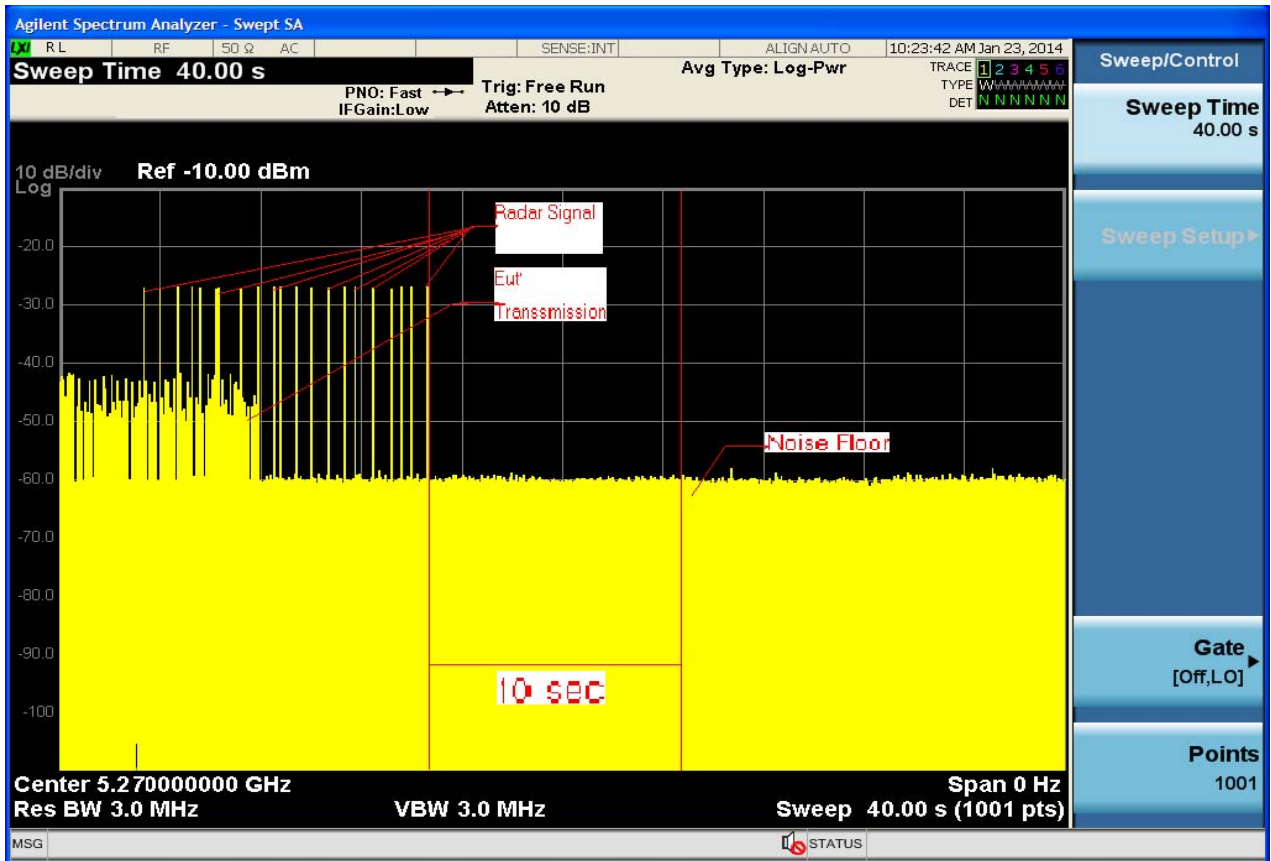 Agilent Spectrum Analyzer - Swept SA
LXI RL RF 50 Ω AC SENSE:INT ALIGN AUTO 10:23:42 AM Jan 23, 2014
Sweep Time 40.00 s
PNO: Fast
IFGain:Low
Trig: Free Run
Atten: 10 dB
Avg Type: Log-Pwr
TRACE 1 2 3 4 5 6
TYPE WWWWWW
DET N N N N N N
10 dB/div
Log
Ref -10.00 dBm
-20.0
-30.0
-40.0
-50.0
-60.0
-70.0
-80.0
-90.0
-100
Radar Signal
Eut'
Transsmission
Noise Floor
10 sec
Center 5.270000000 GHz
Span 0 Hz
Res BW 3.0 MHz
VBW 3.0 MHz
Sweep 40.00 s (1001 pts)
MSG
STATUS
Sweep/Control
Sweep Time
40.00 s
Sweep Setup
Gate
[Off,LO]
Points
1001